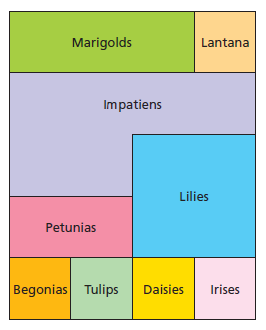 Marigolds
Lantana
Impatiens
Lilies
Petunias
Begonias
Tulips
Daisies
Irises